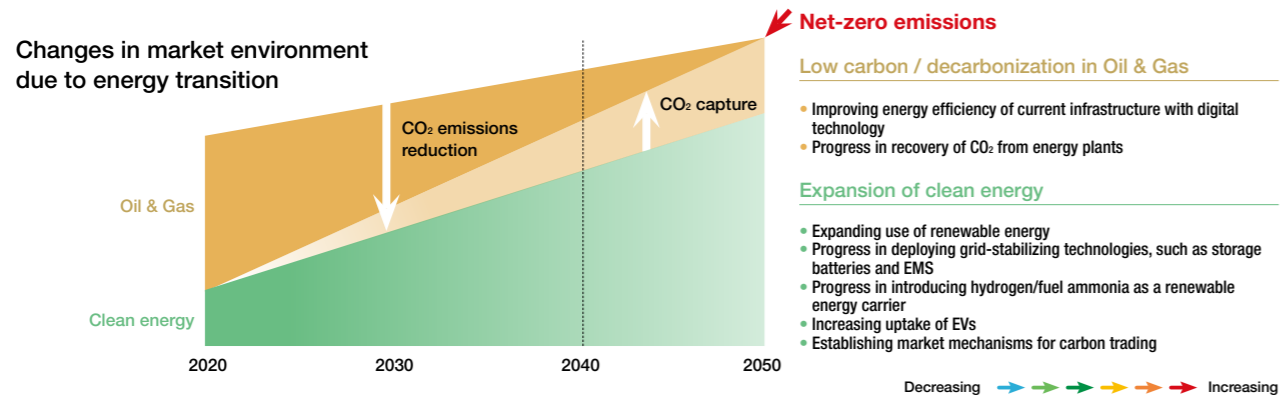 Changes in market environment
due to energy transition
Oil & Gas
Clean energy
CO₂ emissions
reduction
CO₂ capture
2020
2030
2040
2050
Net-zero emissions
Low carbon / decarbonization in Oil & Gas
• Improving energy efficiency of current infrastructure with digital
technology
• Progress in recovery of CO₂ from energy plants
Expansion of clean energy
• Expanding use of renewable energy
• Progress in deploying grid-stabilizing technologies, such as storage
batteries and EMS
• Progress in introducing hydrogen/fuel ammonia as a renewable
energy carrier
• Increasing uptake of EVs
• Establishing market mechanisms for carbon trading
Decreasing
Increasing